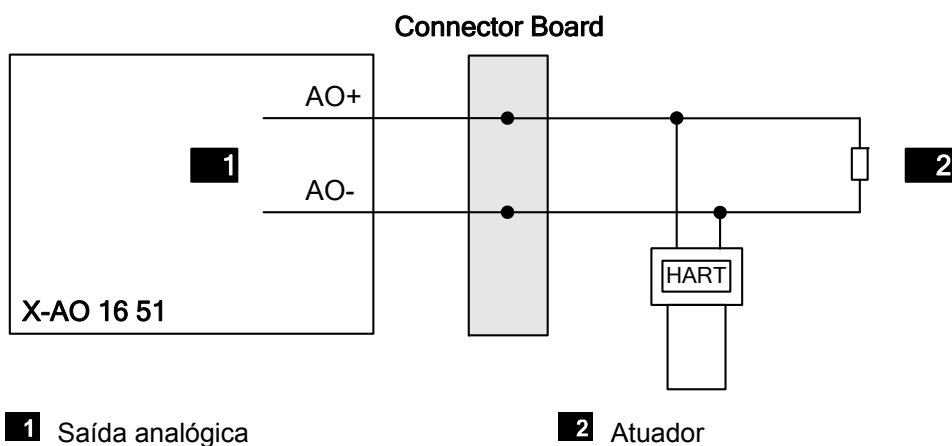 Connector Board
AO+
1
2
AO-
HART
X-AO 16 51
1 Saída analógica
2 Atuador